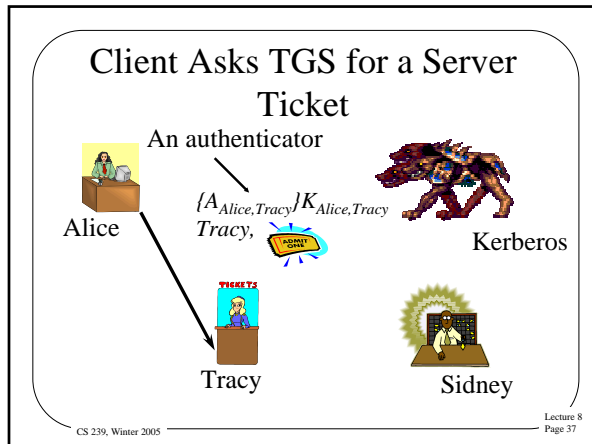 Client Asks TGS for a Server
Ticket
An authenticator
{A_Alice,Tracy}K_Alice,Tracy
Tracy,
ADMIT
ONE
Alice
Kerberos
TICKETS
Tracy
Sidney
CS 239, Winter 2005
Lecture 8
Page 37